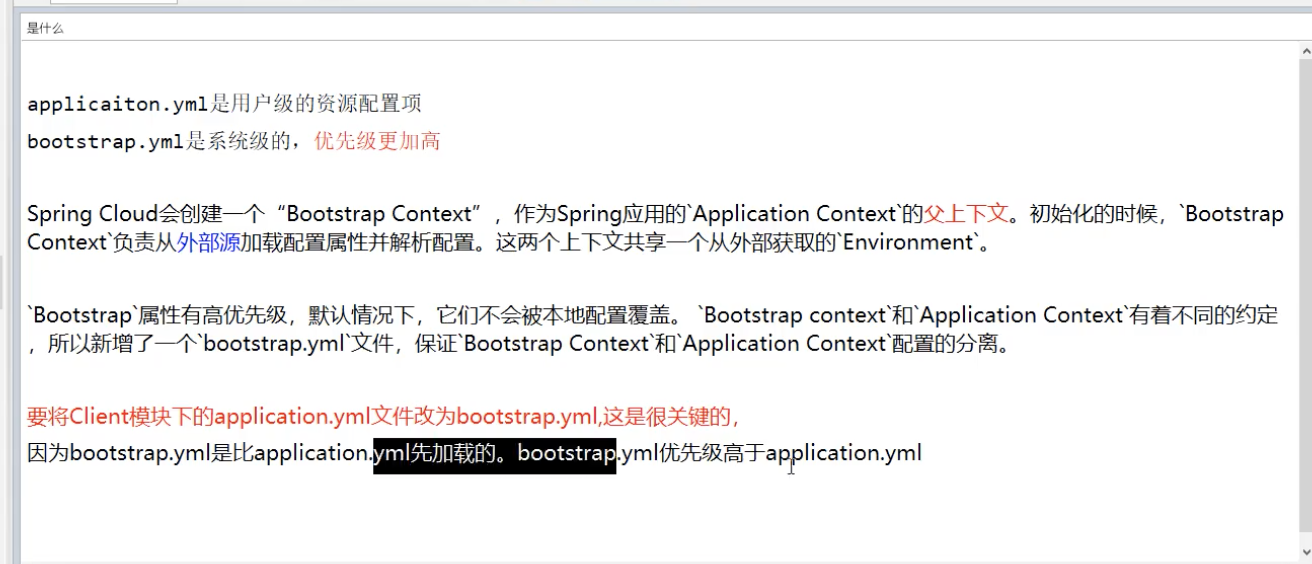 是什么
applicaiton.yml是用户级的资源配置项
bootstrap.yml是系统级的，优先级更加高
Spring Cloud会创建一个“Bootstrap Context”，作为Spring应用的`Application Context`的父上下文。初始化的时候，`Bootstrap
Context`负责从外部源加载配置属性并解析配置。这两个上下文共享一个从外部获取的`Environment`。
`Bootstrap`属性有高优先级，默认情况下，它们不会被本地配置覆盖。 `Bootstrap context`和`Application Context`有着不同的约定
，所以新增了一个`bootstrap.yml`文件，保证`Bootstrap Context`和`Application Context`配置的分离。
要将Client模块下的application.yml文件改为bootstrap.yml,这是很关键的，
因为bootstrap.yml是比application.yml先加载的。bootstrap.yml优先级高于application.yml